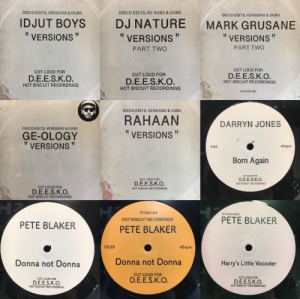 DISCO EDITS, VERSIONS & DUBS
IDJUT BOYS
"VERSIONS"
CUT LOUD FOR
D.E.E.S.K.O.
HOT BISCUIT RECORDINGS
DISCO EDITS, RE-RUBS & DUBS
DJ NATURE
"VERSIONS"
PART TWO
CUT LOUD FOR
D.E.E.S.K.O.
HOT BISCUIT RECORDINGS
DISCO EDITS, VERSIONS & DUBS
MARK GRUSANE
"VERSIONS"
PART TWO
CUT LOUD FOR
D.E.E.S.K.O.
HOT BISCUIT RECORDINGS
DISCO EDITS, VERSIONS & DUBS
GE-OLOGY
"VERSIONS"
CUT LOUD FOR
D.E.E.S.K.O.
HOT BISCUIT RECORDINGS
DISCO EDITS, VERSIONS & DUBS
RAHAAN
"VERSIONS"
CUT LOUD FOR
D.E.E.S.K.O.
HOT BISCUIT RECORDINGS
DARRYN JONES
45rpm
Born Again
CUT LOUD FOR
D.E.E.S.K.O.
PETE BLAKER
Donna not Donna
CUT LOUD FOR
D.E.E.S.K.O.
HOT BISCUIT RECORDINGS
PETE BLAKER
45rpm
Donna not Donna
CUT LOUD FOR
D.E.E.S.K.O.
PETE BLAKER
Harry's Little Vocoder
CUT LOUD FOR
D.E.E.S.K.O.